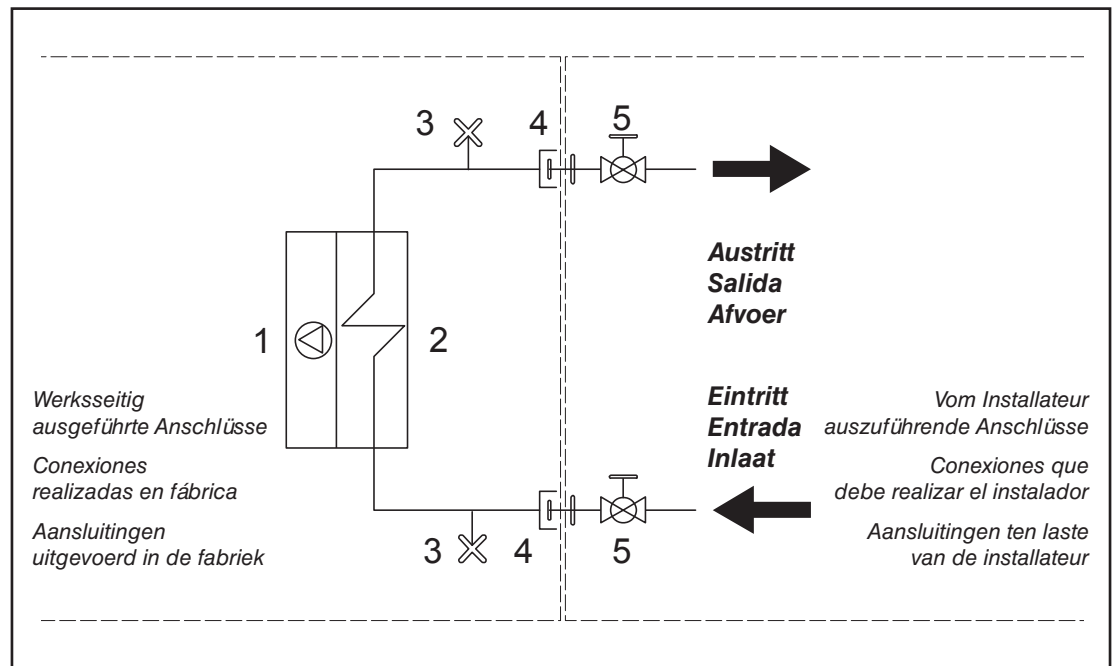 3
4
5
Austritt
Salida
Afvoer
1
2
Werksseitig
ausgeführte Anschlüsse
Conexiones
realizadas en fábrica
Aansluitingen
uitgevoerd in de fabriek
Eintritt
Entrada
Inlaat
Vom Installateur
auszuführende Anschlüsse
Conexiones que
debe realizar el instalador
Aansluitingen ten laste
van de installateur
3
4
5